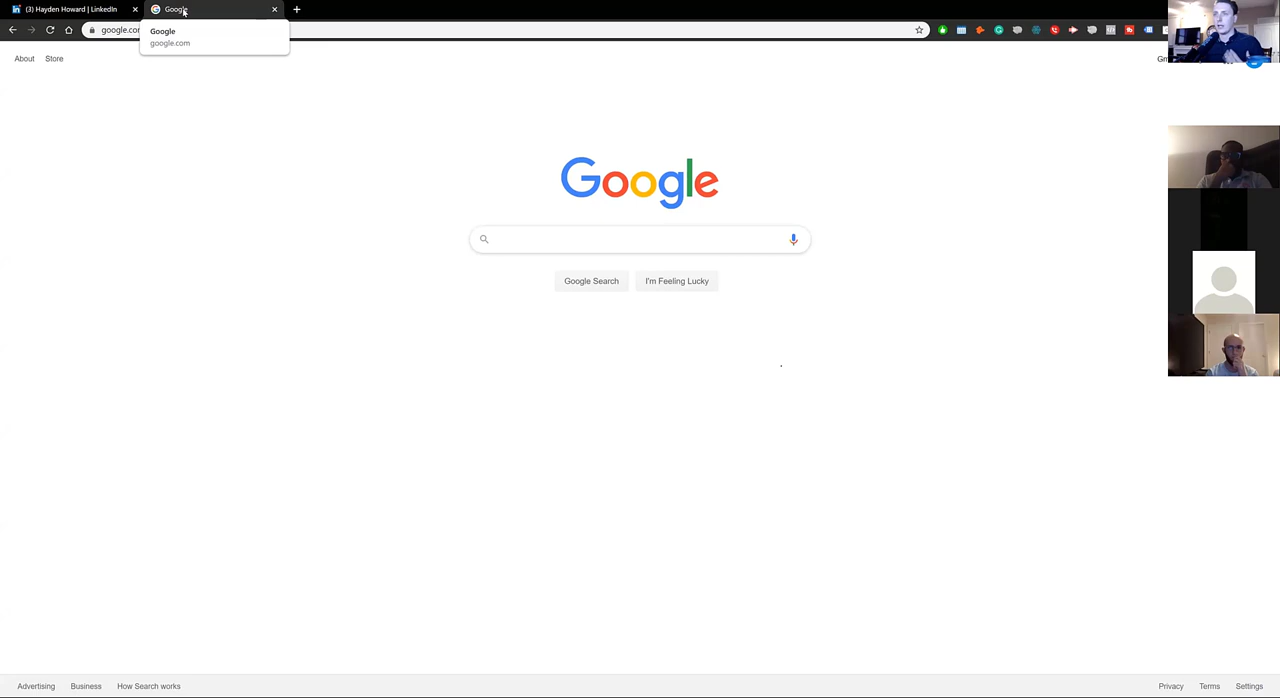 (3) Hayden Howard | LinkedIn
Google
google.com
Google
google.com
About Store
Google
Google Search I'm Feeling Lucky
Advertising Business How Search works
Privacy Terms Settings